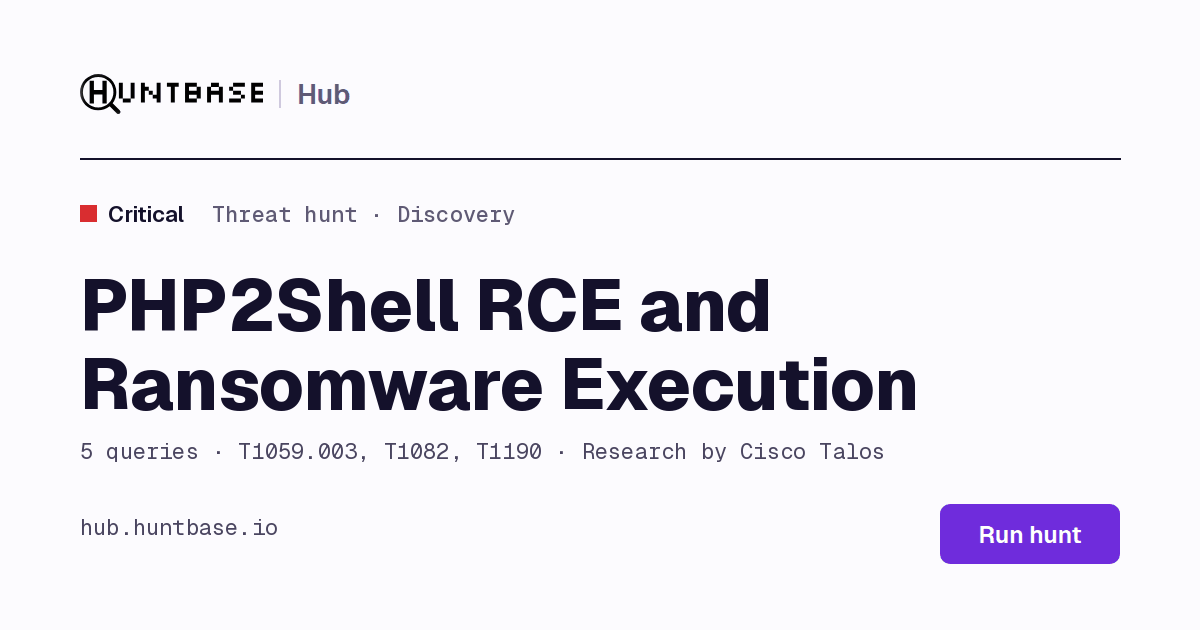 HUNTBASE Hub
Critical Threat hunt · Discovery
PHP2Shell RCE and
Ransomware Execution
5 queries · T1059.003, T1082, T1190 · Research by Cisco Talos
hub.huntbase.io
Run hunt